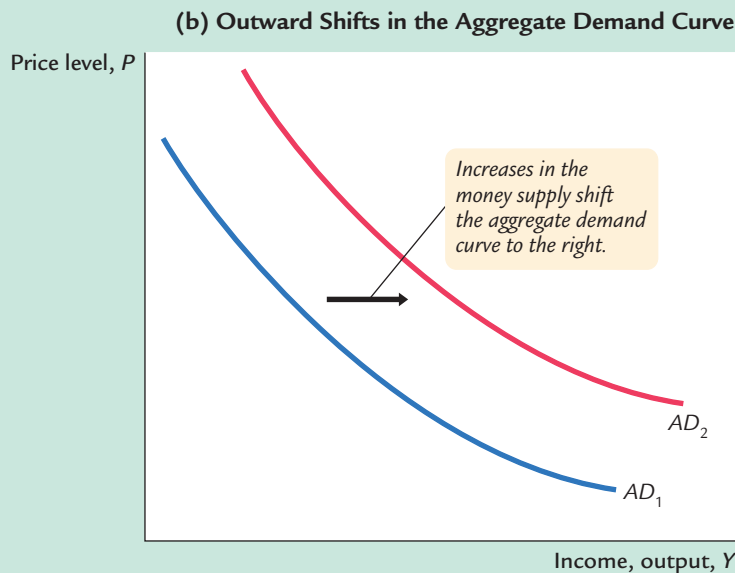 (b) Outward Shifts in the Aggregate Demand Curve
Price level, P
Increases in the
money supply shift
the aggregate demand
curve to the right.
AD₂
AD₁
Income, output, Y